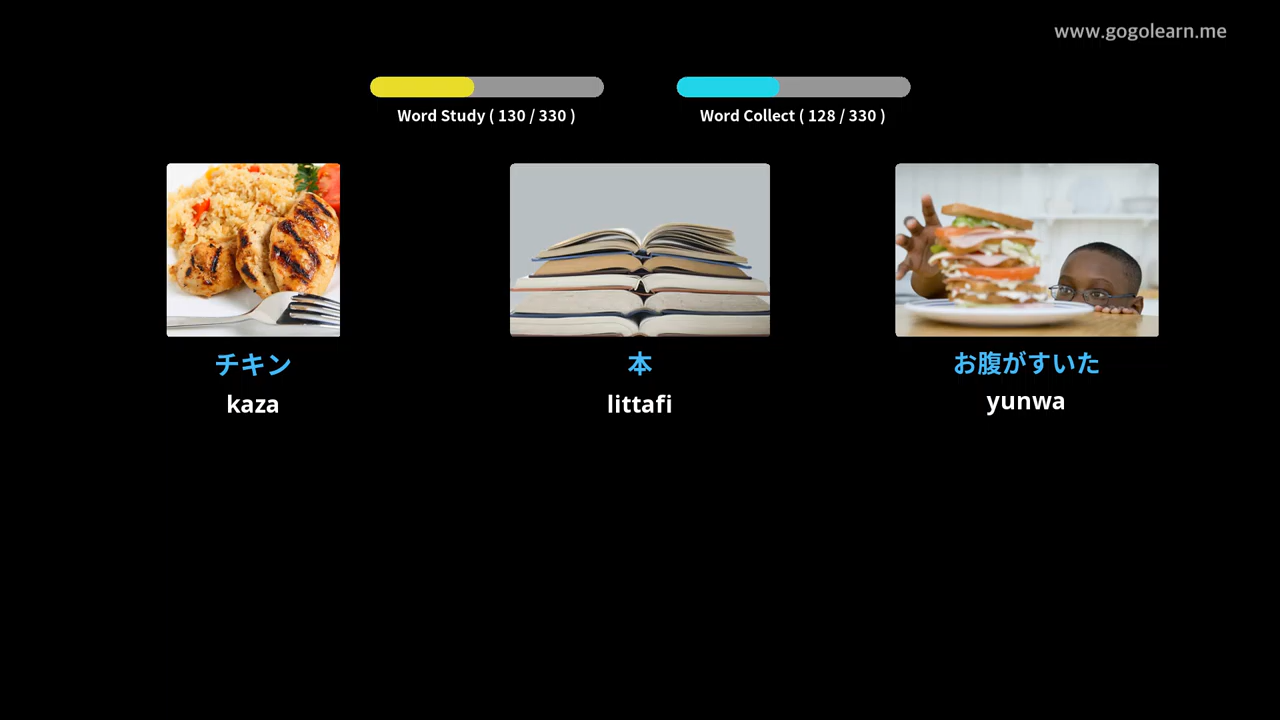 www.gogolearn.me
Word Study ( 130 / 330 )
Word Collect ( 128 / 330 )
チキン
kaza
本
littafi
お腹がすいた
yunwa